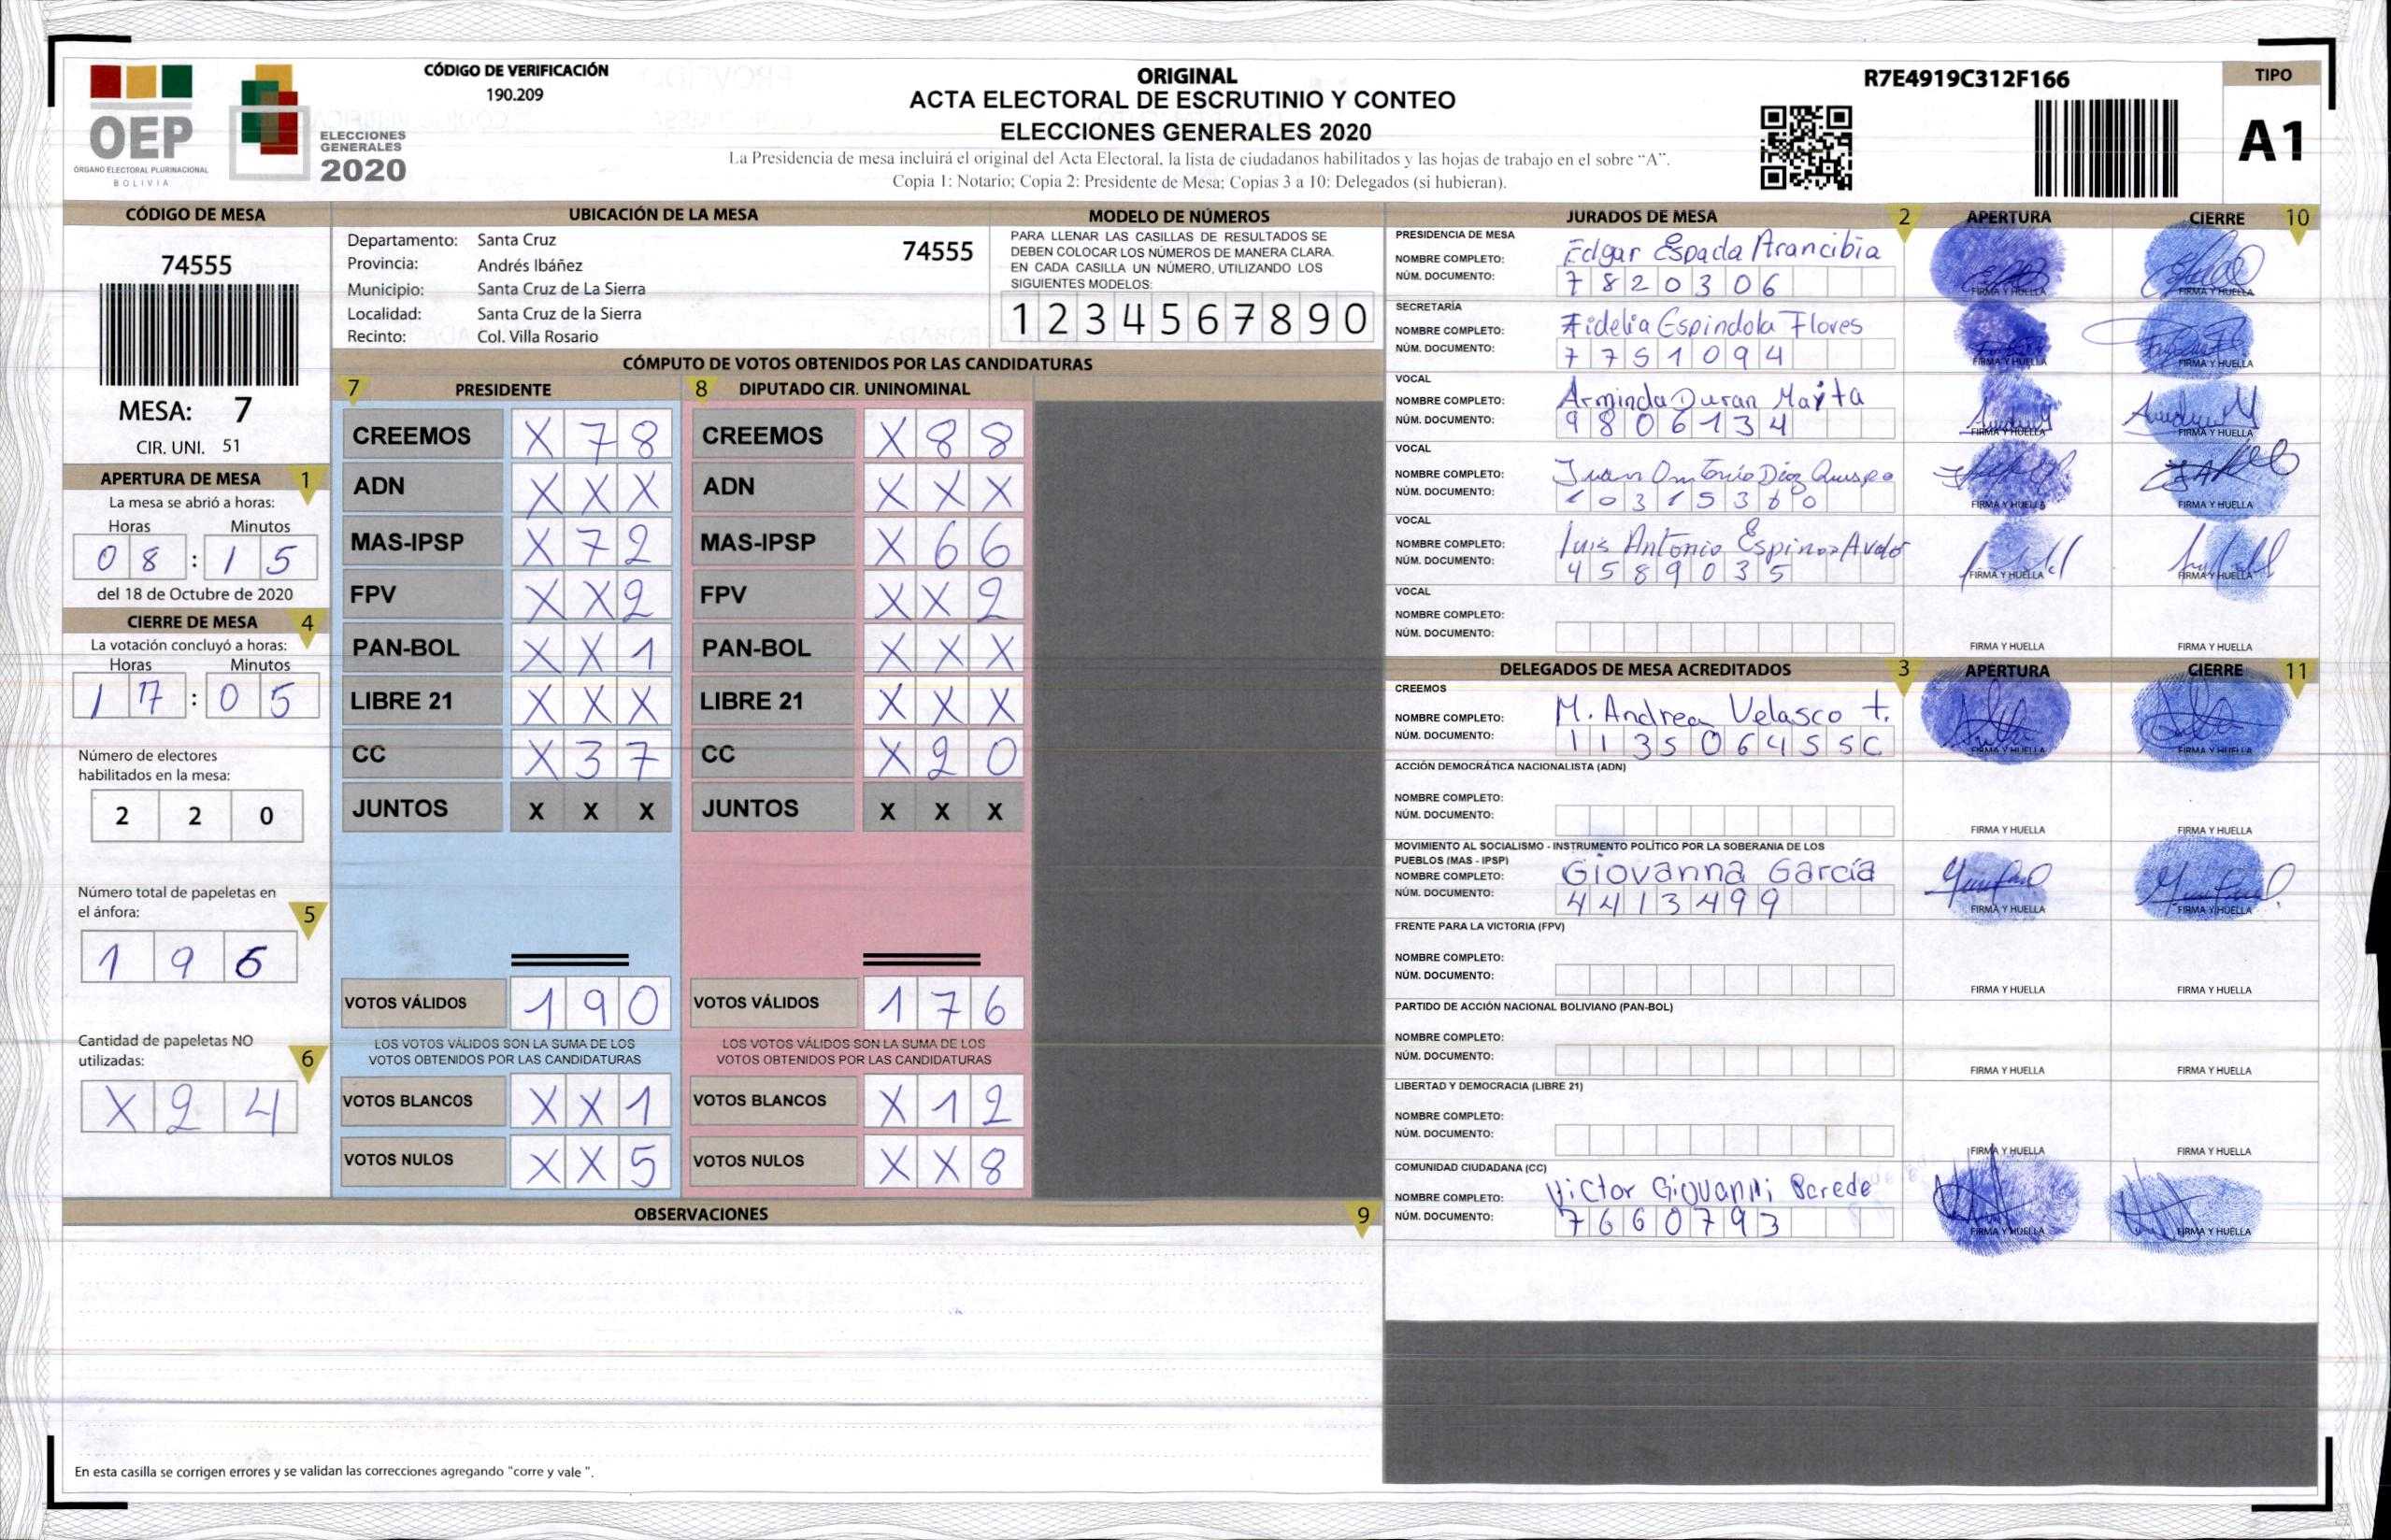 OEP
ÓRGANO ELECTORAL PLURINACIONAL
BOLIVIA
ELECCIONES
GENERALES
2020
CÓDIGO DE VERIFICACIÓN
190.209
ORIGINAL
ACTA ELECTORAL DE ESCRUTINIO Y CONTEO
ELECCIONES GENERALES 2020
La Presidencia de mesa incluirá el original del Acta Electoral, la lista de ciudadanos habilitados y las hojas de trabajo en el sobre “A”.
Copia 1: Notario; Copia 2: Presidente de Mesa; Copias 3 a 10: Delegados (si hubieran).
R7E4919C312F166
TIPO
A1
CÓDIGO DE MESA
74555
MESA: 7
CIR. UNI. 51
APERTURA DE MESA 1
La mesa se abrió a horas:
Horas Minutos
0 8 : 1 5
del 18 de Octubre de 2020
CIERRE DE MESA 4
La votación concluyó a horas:
Horas Minutos
1 7 : 0 5
Número de electores
habilitados en la mesa:
2 2 0
Número total de papeletas en
el ánfora: 5
1 9 6
Cantidad de papeletas NO
utilizadas: 6
X 2 4
UBICACIÓN DE LA MESA
Departamento: Santa Cruz
74555
Provincia: Andrés Ibáñez
Municipio: Santa Cruz de La Sierra
Localidad: Santa Cruz de la Sierra
Recinto: Col. Villa Rosario
MODELO DE NÚMEROS
PARA LLENAR LAS CASILLAS DE RESULTADOS SE
DEBEN COLOCAR LOS NÚMEROS DE MANERA CLARA.
EN CADA CASILLA UN NÚMERO, UTILIZANDO LOS
SIGUIENTES MODELOS:
1 2 3 4 5 6 7 8 9 0
CÓMPUTO DE VOTOS OBTENIDOS POR LAS CANDIDATURAS
7 PRESIDENTE
CREEMOS X 7 8
ADN X X X
MAS-IPSP X 7 2
FPV X X 2
PAN-BOL X X 1
LIBRE 21 X X X
CC X 3 7
JUNTOS X X X
VOTOS VÁLIDOS 1 9 0
LOS VOTOS VÁLIDOS SON LA SUMA DE LOS
VOTOS OBTENIDOS POR LAS CANDIDATURAS
VOTOS BLANCOS X X 1
VOTOS NULOS X X 5
8 DIPUTADO CIR. UNINOMINAL
CREEMOS X 8 8
ADN X X X
MAS-IPSP X 6 6
FPV X X 2
PAN-BOL X X X
LIBRE 21 X X X
CC X 2 0
JUNTOS X X X
VOTOS VÁLIDOS 1 7 6
LOS VOTOS VÁLIDOS SON LA SUMA DE LOS
VOTOS OBTENIDOS POR LAS CANDIDATURAS
VOTOS BLANCOS X 1 2
VOTOS NULOS X X 8
OBSERVACIONES 9
En esta casilla se corrigen errores y se validan las correcciones agregando "corre y vale ".
JURADOS DE MESA 2 APERTURA CIERRE 10
PRESIDENCIA DE MESA
NOMBRE COMPLETO: Edgar Espada Arancibia
NÚM. DOCUMENTO: 7 8 2 0 3 0 6
FIRMA Y HUELLA FIRMA Y HUELLA
SECRETARÍA
NOMBRE COMPLETO: Fidelia Espindola Flores
NÚM. DOCUMENTO: 7 7 5 1 0 9 4
FIRMA Y HUELLA FIRMA Y HUELLA
VOCAL
NOMBRE COMPLETO: Arminda Duran Marta
NÚM. DOCUMENTO: 9 8 0 6 1 3 4
FIRMA Y HUELLA FIRMA Y HUELLA
VOCAL
NOMBRE COMPLETO: Juan Antonio Diaz Quispe
NÚM. DOCUMENTO:
FIRMA Y HUELLA FIRMA Y HUELLA
VOCAL
NOMBRE COMPLETO: Luis Antonio
NÚM. DOCUMENTO: 4 5 8 9 0 3 5
FIRMA Y HUELLA FIRMA Y HUELLA
VOCAL
NOMBRE COMPLETO:
NÚM. DOCUMENTO:
FIRMA Y HUELLA FIRMA Y HUELLA
DELEGADOS DE MESA ACREDITADOS 3 APERTURA CIERRE 11
CREEMOS
NOMBRE COMPLETO: M. Andrea Velasco t.
NÚM. DOCUMENTO: 1 1 3 5 0 6 4 5 S C
FIRMA Y HUELLA FIRMA Y HUELLA
ACCIÓN DEMOCRÁTICA NACIONALISTA (ADN)
NOMBRE COMPLETO:
NÚM. DOCUMENTO:
FIRMA Y HUELLA FIRMA Y HUELLA
MOVIMIENTO AL SOCIALISMO - INSTRUMENTO POLÍTICO POR LA SOBERANIA DE LOS
PUEBLOS (MAS - IPSP)
NOMBRE COMPLETO: Giovanna García
NÚM. DOCUMENTO: 4 4 1 3 4 9 9
FIRMA Y HUELLA FIRMA Y HUELLA
FRENTE PARA LA VICTORIA (FPV)
NOMBRE COMPLETO:
NÚM. DOCUMENTO:
FIRMA Y HUELLA FIRMA Y HUELLA
PARTIDO DE ACCIÓN NACIONAL BOLIVIANO (PAN-BOL)
NOMBRE COMPLETO:
NÚM. DOCUMENTO:
FIRMA Y HUELLA FIRMA Y HUELLA
LIBERTAD Y DEMOCRACIA (LIBRE 21)
NOMBRE COMPLETO:
NÚM. DOCUMENTO:
FIRMA Y HUELLA FIRMA Y HUELLA
COMUNIDAD CIUDADANA (CC)
NOMBRE COMPLETO: Victor Giovanni Parede
NÚM. DOCUMENTO: 7 6 6 0 7 9 3
FIRMA Y HUELLA FIRMA Y HUELLA